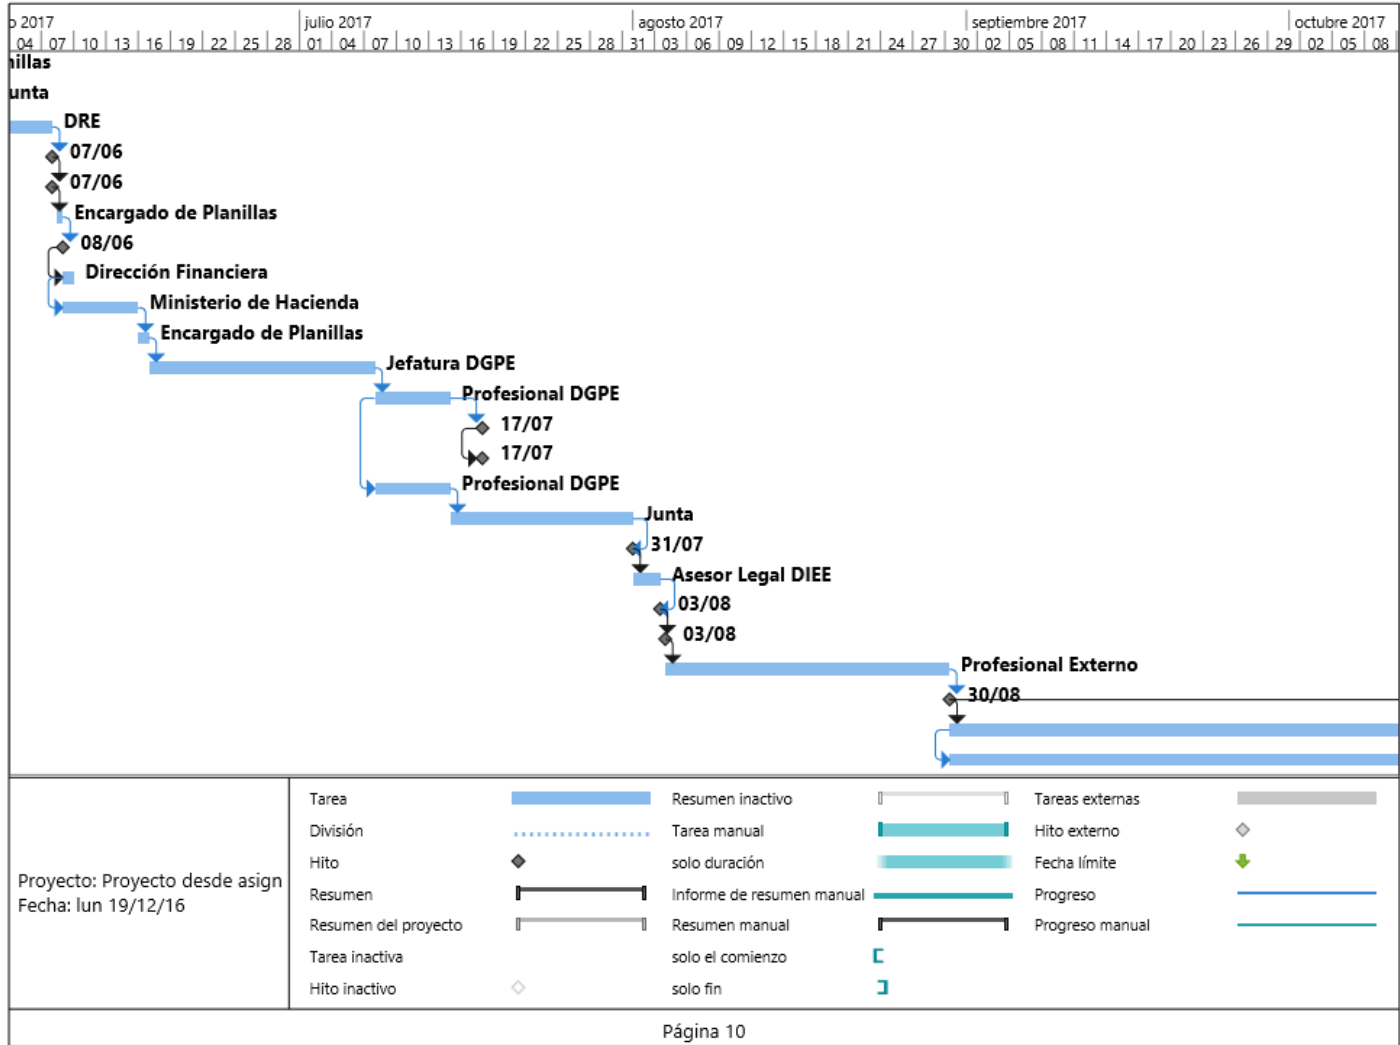 o 2017 julio 2017 agosto 2017 septiembre 2017 octubre 2017
04 07 10 13 16 19 22 25 28 01 04 07 10 13 16 19 22 25 28 31 03 06 09 12 15 18 21 24 27 30 02 05 08 11 14 17 20 23 26 29 02 05 08
nillas
unta
DRE
07/06
07/06
Encargado de Planillas
08/06
Dirección Financiera
Ministerio de Hacienda
Encargado de Planillas
Jefatura DGPE
Profesional DGPE
17/07
17/07
Profesional DGPE
Junta
31/07
Asesor Legal DIEE
03/08
03/08
Profesional Externo
30/08
Proyecto: Proyecto desde asign
Fecha: lun 19/12/16
Tarea
División
Hito
Resumen
Resumen del proyecto
Tarea inactiva
Hito inactivo
Resumen inactivo
Tarea manual
solo duración
Informe de resumen manual
Resumen manual
solo el comienzo
solo fin
Tareas externas
Hito externo
Fecha límite
Progreso
Progreso manual
Página 10